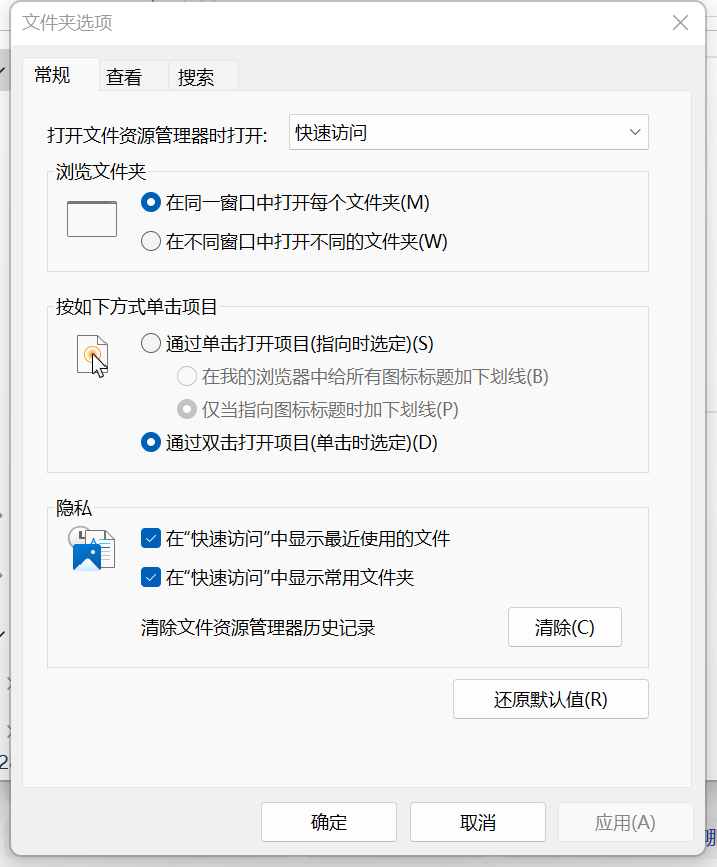 文件夹选项
常规 查看 搜索
打开文件资源管理器时打开: 快速访问
浏览文件夹
在同一窗口中打开每个文件夹(M)
在不同窗口中打开不同的文件夹(W)
按如下方式单击项目
通过单击打开项目(指向时选定)(S)
在我的浏览器中给所有图标标题加下划线(B)
仅当指向图标标题时加下划线(P)
通过双击打开项目(单击时选定)(D)
隐私
在“快速访问”中显示最近使用的文件
在“快速访问”中显示常用文件夹
清除文件资源管理器历史记录 清除(C)
还原默认值(R)
确定 取消 应用(A)